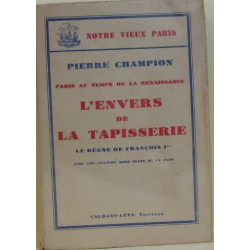 NOTRE VIEUX PARIS
PIERRE CHAMPION
PARIS AU TEMPS DE LA RENAISSANCE
L'ENVERS
DE
LA TAPISSERIE
LE RÈGNE DE FRANÇOIS Ier
CALMANN-LÉVY, Éditeurs